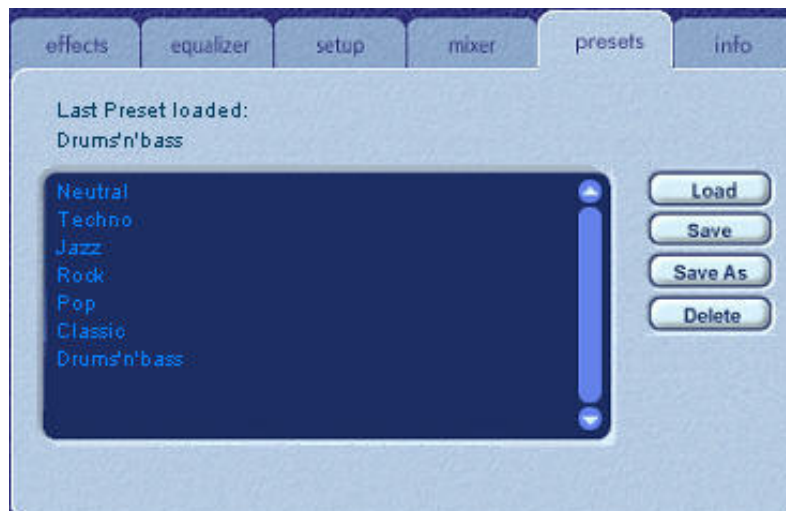 effects equalizer setup mixer presets info
Last Preset loaded:
Drums'n'bass
Neutral
Techno
Jazz
Rock
Pop
Classic
Drums'n'bass
Load
Save
Save As
Delete